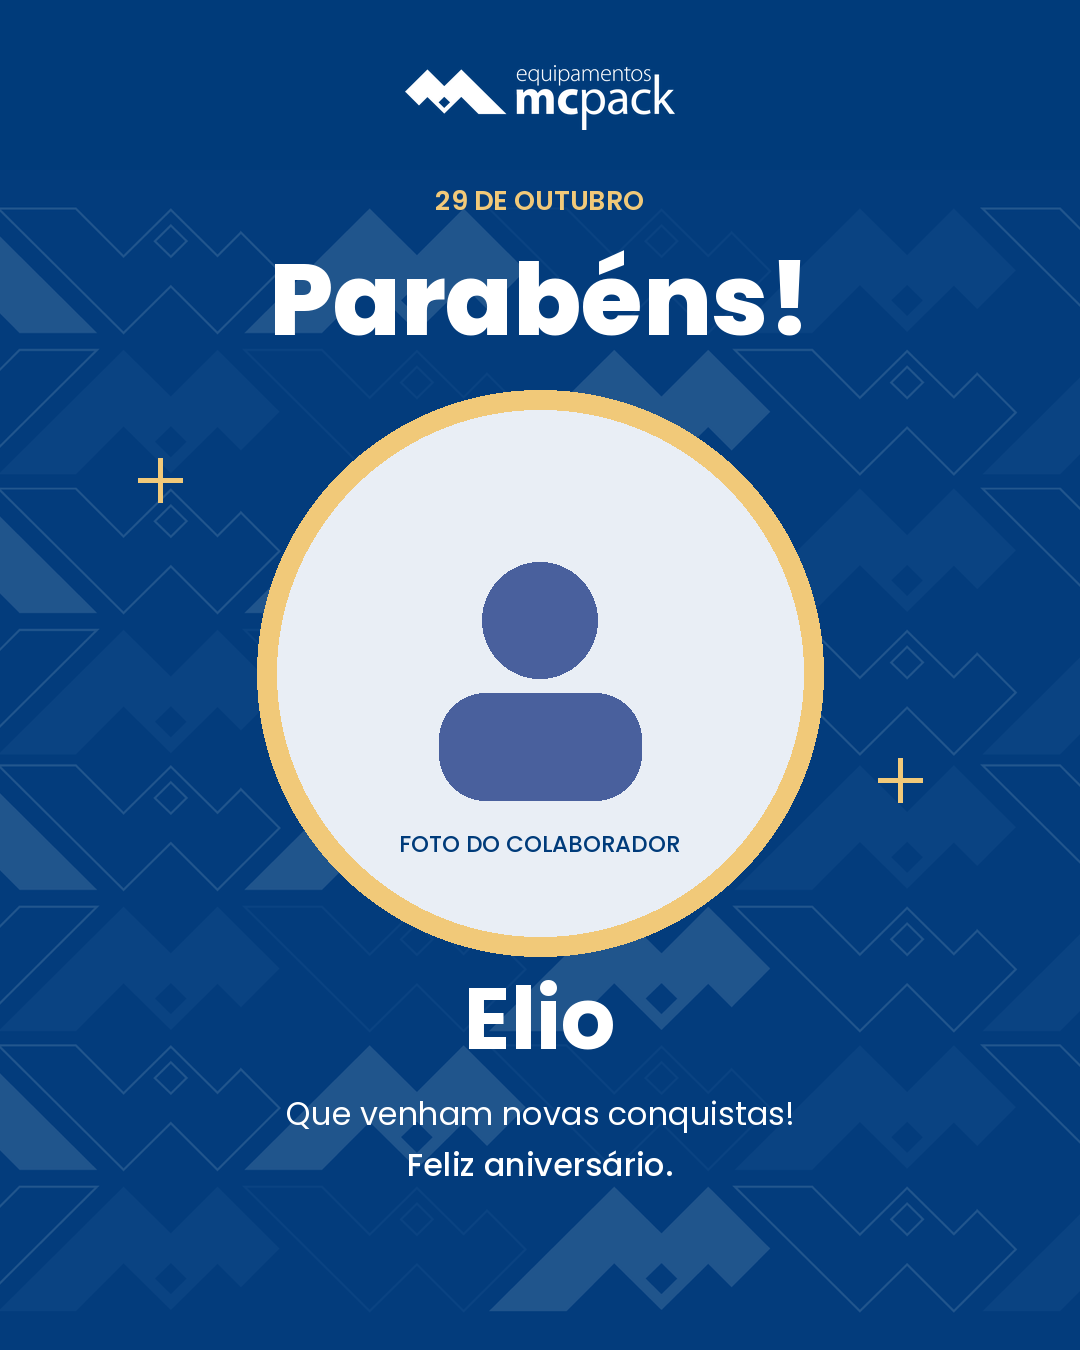 equipamentos
mcpack
29 DE OUTUBRO
Parabéns!
FOTO DO COLABORADOR
Elio
Que venham novas conquistas!
Feliz aniversário.